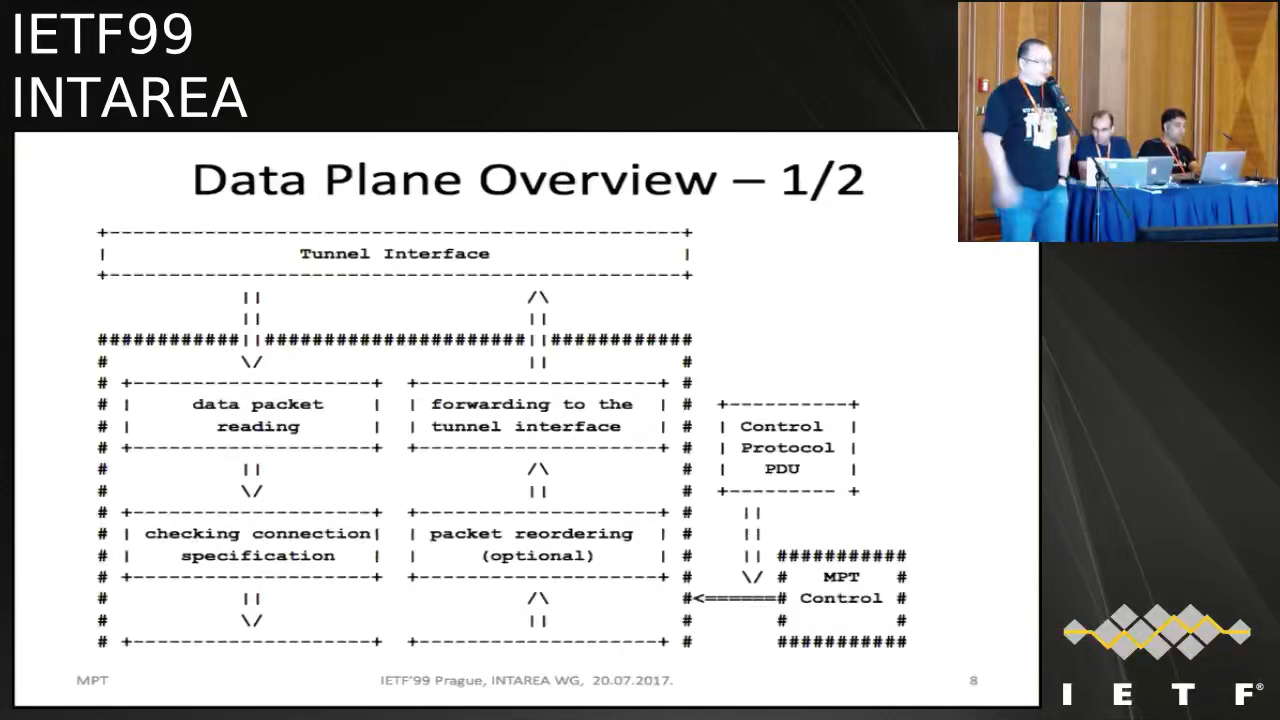 IETF99
INTAREA
Data Plane Overview – 1/2
Tunnel Interface
data packet
reading
forwarding to the
tunnel interface
Control
Protocol
PDU
checking connection
specification
packet reordering
(optional)
MPT
Control
MPT
IETF'99 Prague, INTAREA WG, 20.07.2017.
8
I E T F®